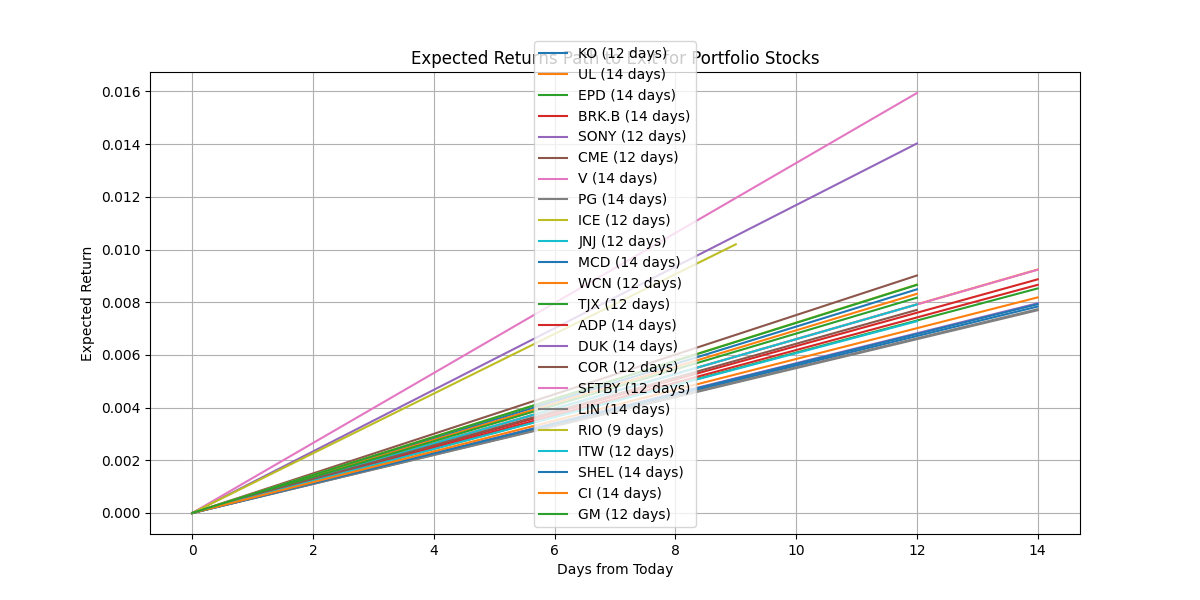 Expected Returns Path to Exit for Portfolio Stocks
KO (12 days)
UL (14 days)
EPD (14 days)
BRK.B (14 days)
SONY (12 days)
CME (12 days)
V (14 days)
PG (14 days)
ICE (12 days)
JNJ (12 days)
MCD (14 days)
WCN (12 days)
TJX (12 days)
ADP (14 days)
DUK (14 days)
COR (12 days)
SFTBY (12 days)
LIN (14 days)
RIO (9 days)
ITW (12 days)
SHEL (14 days)
CI (14 days)
GM (12 days)
Expected Return
0.016
0.014
0.012
0.010
0.008
0.006
0.004
0.002
0.000
0 2 4 6 8 10 12 14
Days from Today